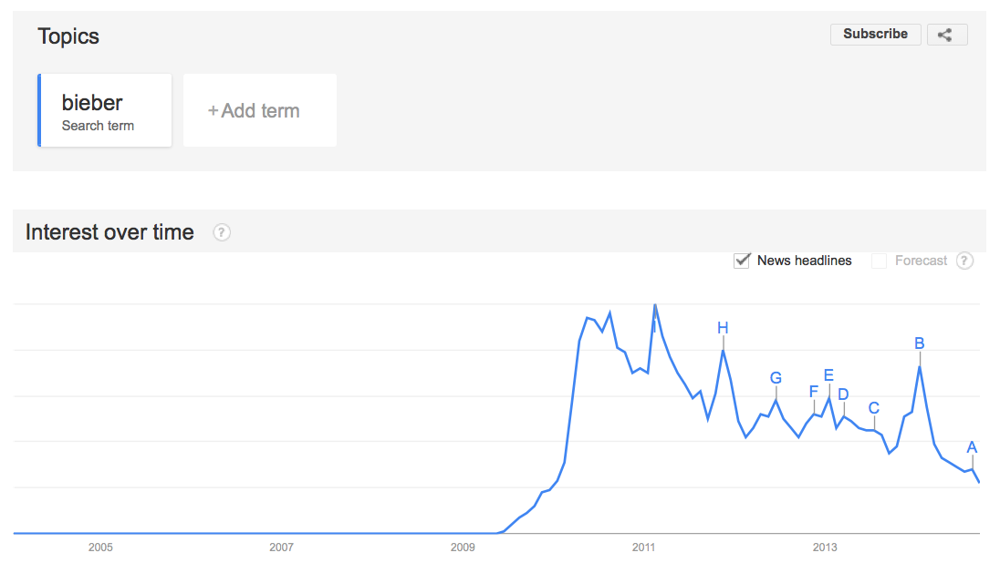 Topics
Subscribe
bieber
Search term
+Add term
Interest over time ?
News headlines Forecast ?
H
B
G
E
F
D
C
A
2005 2007 2009 2011 2013